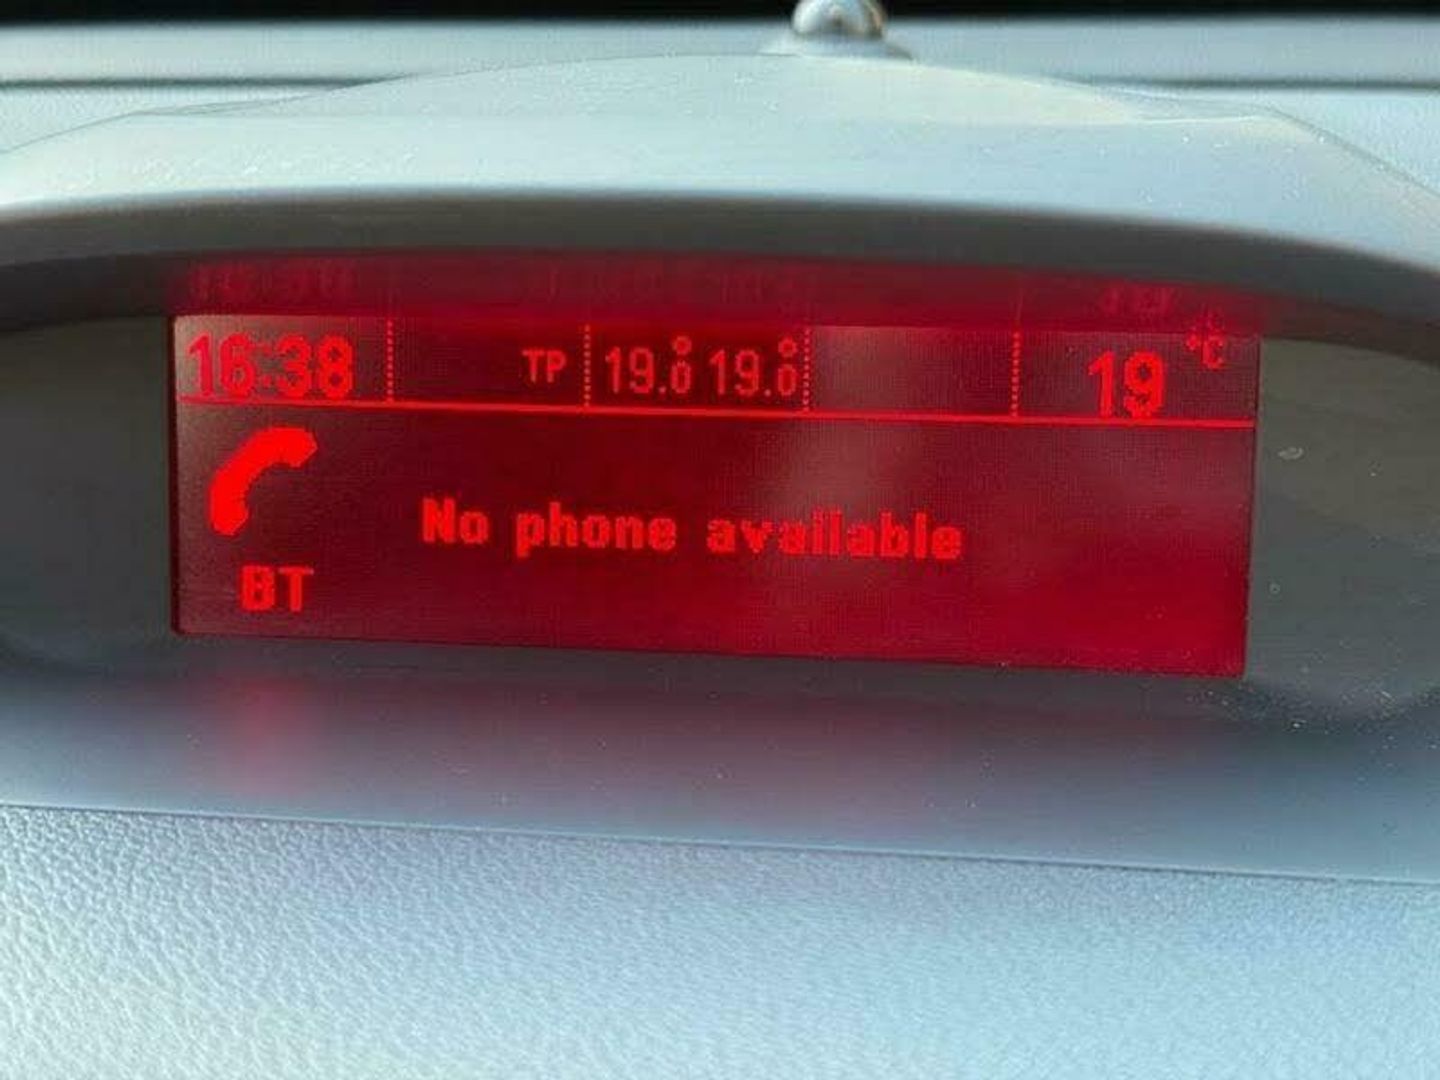 16:38 TP 19.0° 19.0° 19 °C
No phone available
BT